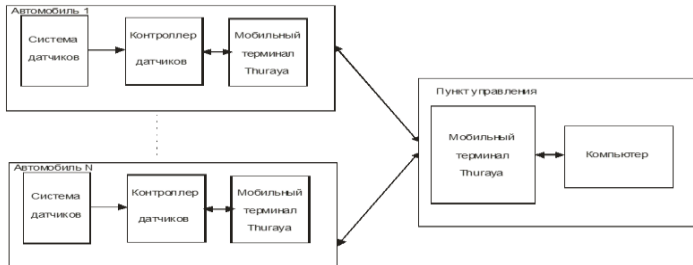 Автомобиль 1
Система
датчиков
Контроллер
датчиков
Мобильный
терминал
Thuraya
Пункт управления
Мобильный
терминал
Thuraya
Компьютер
Автомобиль N
Система
датчиков
Контроллер
датчиков
Мобильный
терминал
Thuraya